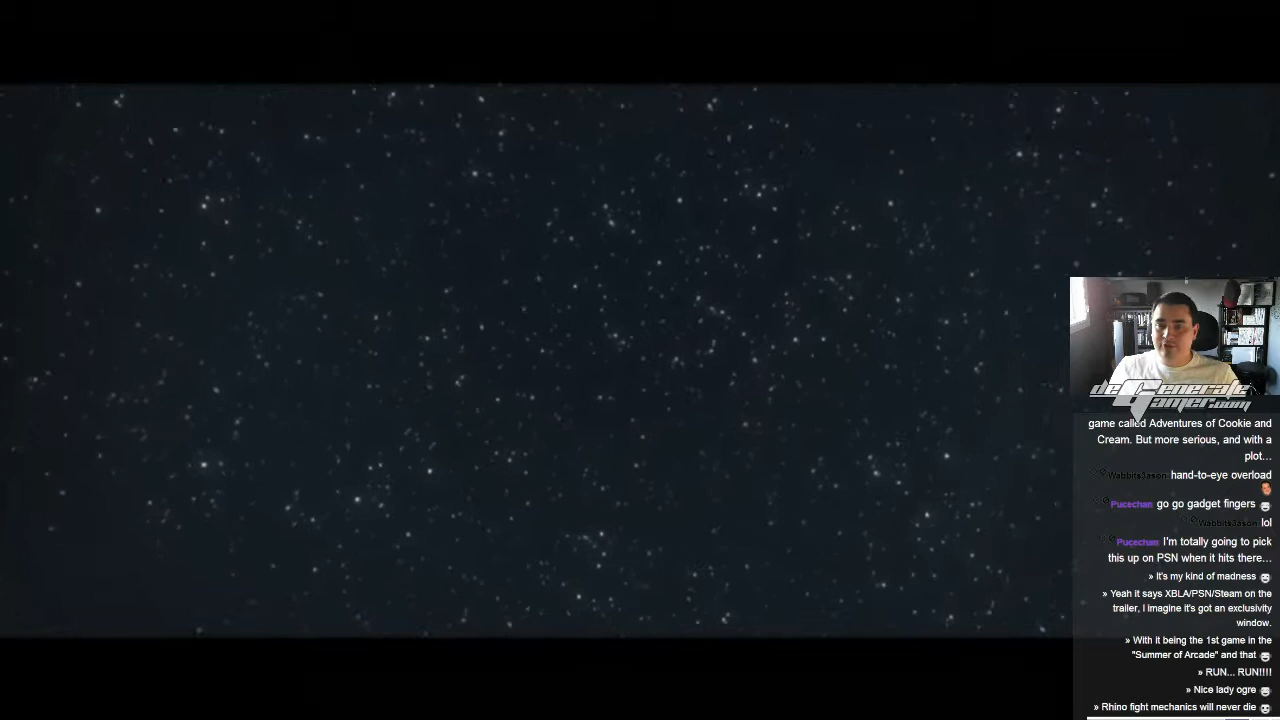 deGenerate
Gamer.com
game called Adventures of Cookie and
Cream. But more serious, and with a
plot...
Wabbits3ason: hand-to-eye overload
Pucechan: go go gadget fingers
Wabbits3ason: lol
Pucechan: I'm totally going to pick
this up on PSN when it hits there...
» It's my kind of madness
» Yeah it says XBLA/PSN/Steam on the
trailer, I imagine it's got an exclusivity
window.
» With it being the 1st game in the
"Summer of Arcade" and that
» RUN... RUN!!!!
» Nice lady ogre
» Rhino fight mechanics will never die